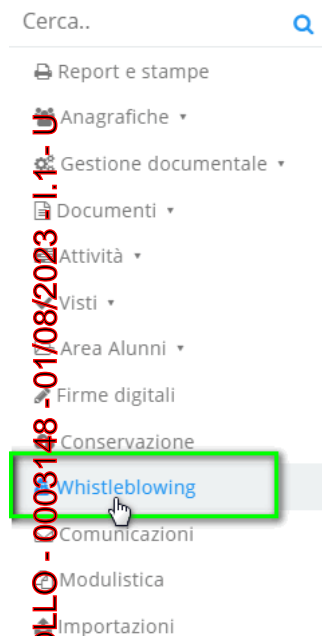 Cerca..
Report e stampe
Anagrafiche
Gestione documentale
Documenti
Attività
Visti
Area Alunni
Firme digitali
Conservazione
Whistleblowing
Comunicazioni
Modulistica
Importazioni
OLLO - 0003148 - 01/08/2023 - I.1 - U